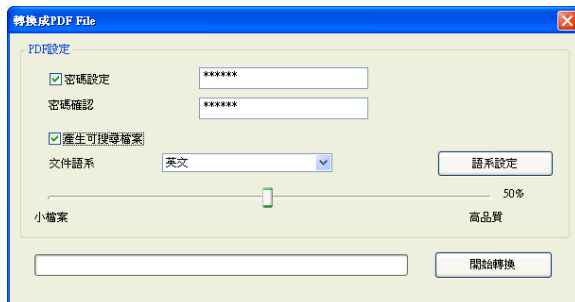 轉換成PDF File
PDF設定
密碼設定 ******
密碼確認 ******
產生可搜尋檔案
文件語系 英文 語系設定
50%
小檔案 高品質
開始轉換